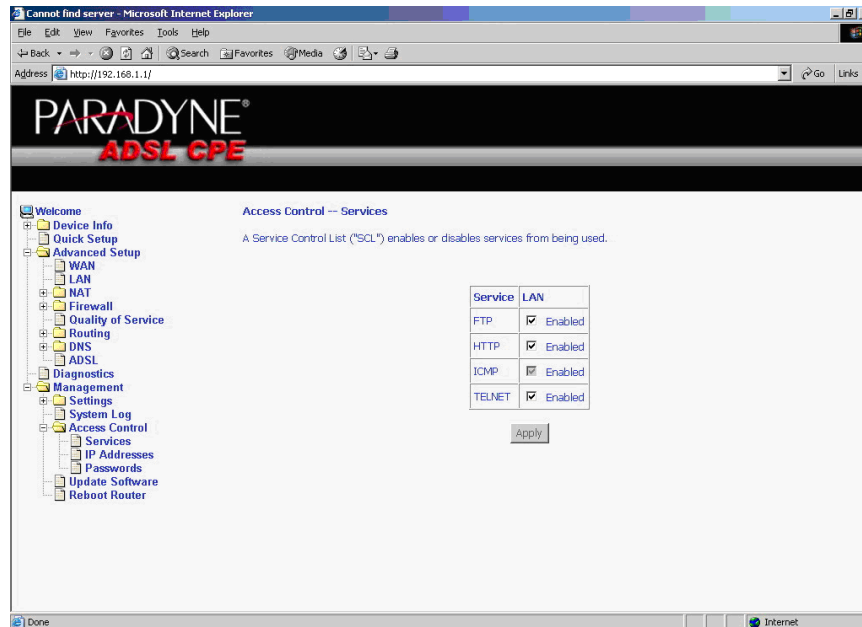 Cannot find server - Microsoft Internet Explorer
File Edit View Favorites Tools Help
Back Search Favorites Media
Address http://192.168.1.1/ Go Links
PARADYNE®
ADSL CPE
Welcome
Device Info
Quick Setup
Advanced Setup
WAN
LAN
NAT
Firewall
Quality of Service
Routing
DNS
ADSL
Diagnostics
Management
Settings
System Log
Access Control
Services
IP Addresses
Passwords
Update Software
Reboot Router
Access Control -- Services
A Service Control List ("SCL") enables or disables services from being used.
Service LAN
FTP Enabled
HTTP Enabled
ICMP Enabled
TELNET Enabled
Apply
Done Internet